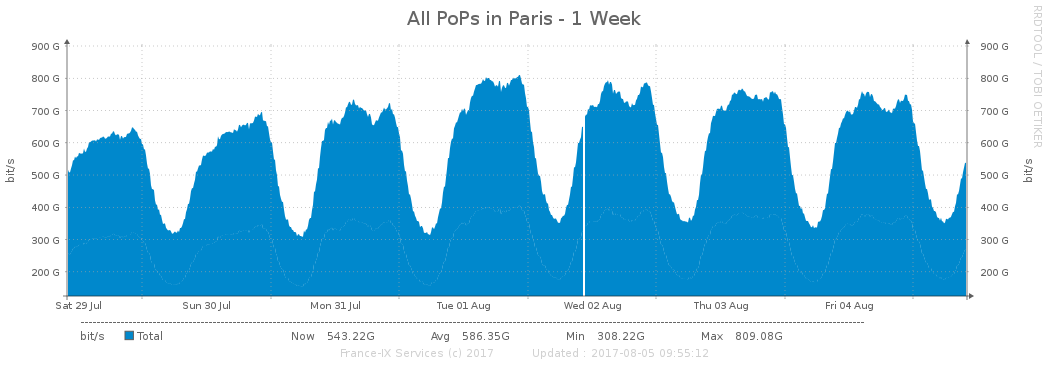 All PoPs in Paris - 1 Week
RRDTOOL / TOBI OETIKER
900 G 900 G
800 G 800 G
700 G 700 G
600 G 600 G
500 G 500 G
400 G 400 G
300 G 300 G
200 G 200 G
bit/s bit/s
Sat 29 Jul Sun 30 Jul Mon 31 Jul Tue 01 Aug Wed 02 Aug Thu 03 Aug Fri 04 Aug
bit/s Total Now 543.22G Avg 586.35G Min 308.22G Max 809.08G
France-IX Services (c) 2017 Updated : 2017-08-05 09:55:12